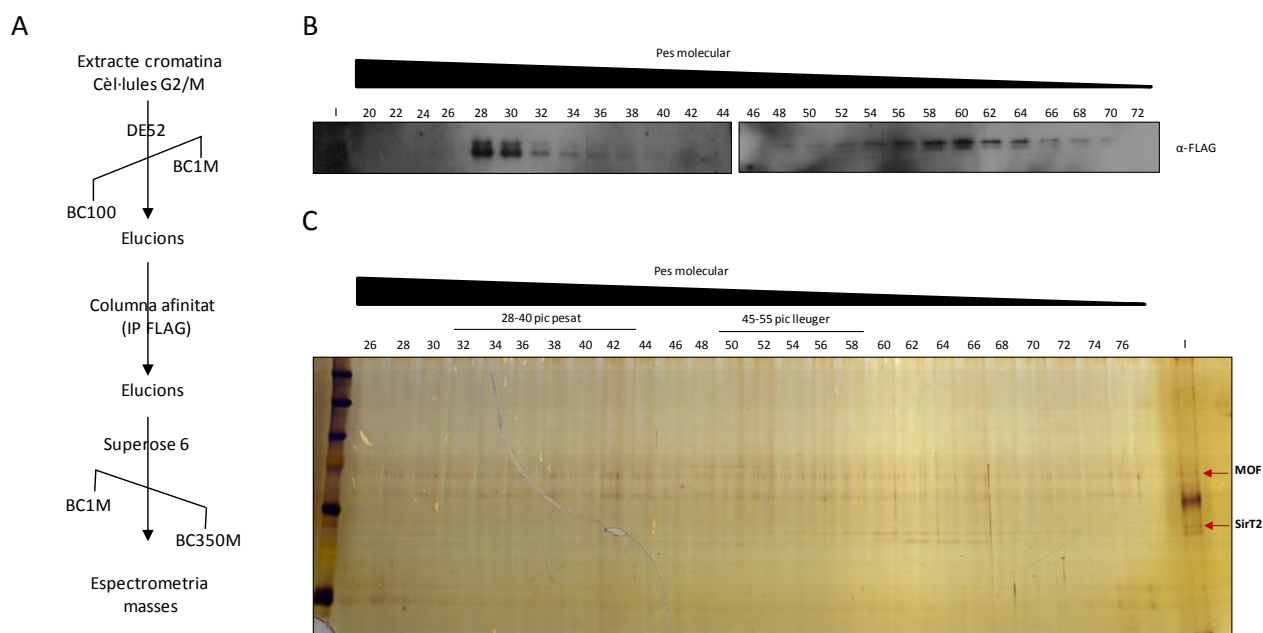 A
Extracte cromatina
Cèl·lules G2/M
DE52
BC1M
BC100
Elucions
Columna afinitat
(IP FLAG)
Elucions
Superose 6
BC1M
BC350M
Espectrometria
masses
B
Pes molecular
I 20 22 24 26 28 30 32 34 36 38 40 42 44 46 48 50 52 54 56 58 60 62 64 66 68 70 72
α-FLAG
C
Pes molecular
28-40 pic pesat 45-55 pic lleuger
26 28 30 32 34 36 38 40 42 44 46 48 50 52 54 56 58 60 62 64 66 68 70 72 74 76 I
MOF
SirT2